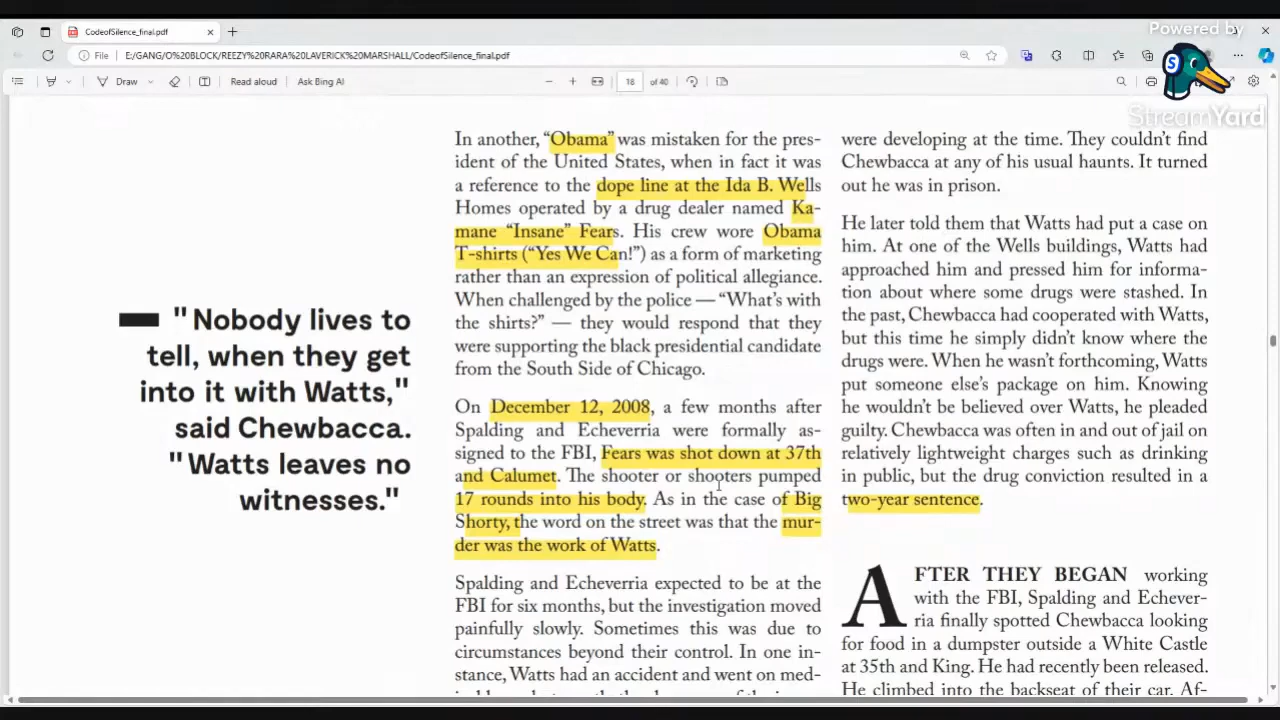 Powered by
StreamYard
CodeofSilence_final.pdf
File
E:/GANG/O%20BLOCK/REEZY%20RARA%20LAVERICK%20MARSHALL/CodeofSilence_final.pdf
Draw
Read aloud
Ask Bing AI
18
of 40
"Nobody lives to
tell, when they get
into it with Watts,"
said Chewbacca.
"Watts leaves no
witnesses."
In another, “Obama” was mistaken for the pres-
ident of the United States, when in fact it was
a reference to the dope line at the Ida B. Wells
Homes operated by a drug dealer named Ka-
mane “Insane” Fears. His crew wore Obama
T-shirts (“Yes We Can!”) as a form of marketing
rather than an expression of political allegiance.
When challenged by the police — “What’s with
the shirts?” — they would respond that they
were supporting the black presidential candidate
from the South Side of Chicago.
On December 12, 2008, a few months after
Spalding and Echeverria were formally as-
signed to the FBI, Fears was shot down at 37th
and Calumet. The shooter or shooters pumped
17 rounds into his body. As in the case of Big
Shorty, the word on the street was that the mur-
der was the work of Watts.
Spalding and Echeverria expected to be at the
FBI for six months, but the investigation moved
painfully slowly. Sometimes this was due to
circumstances beyond their control. In one in-
stance, Watts had an accident and went on med-
were developing at the time. They couldn’t find
Chewbacca at any of his usual haunts. It turned
out he was in prison.
He later told them that Watts had put a case on
him. At one of the Wells buildings, Watts had
approached him and pressed him for informa-
tion about where some drugs were stashed. In
the past, Chewbacca had cooperated with Watts,
but this time he simply didn’t know where the
drugs were. When he wasn’t forthcoming, Watts
put someone else’s package on him. Knowing
he wouldn’t be believed over Watts, he pleaded
guilty. Chewbacca was often in and out of jail on
relatively lightweight charges such as drinking
in public, but the drug conviction resulted in a
two-year sentence.
AFTER THEY BEGAN working
with the FBI, Spalding and Echever-
ria finally spotted Chewbacca looking
for food in a dumpster outside a White Castle
at 35th and King. He had recently been released.
He climbed into the backseat of their car. Af-